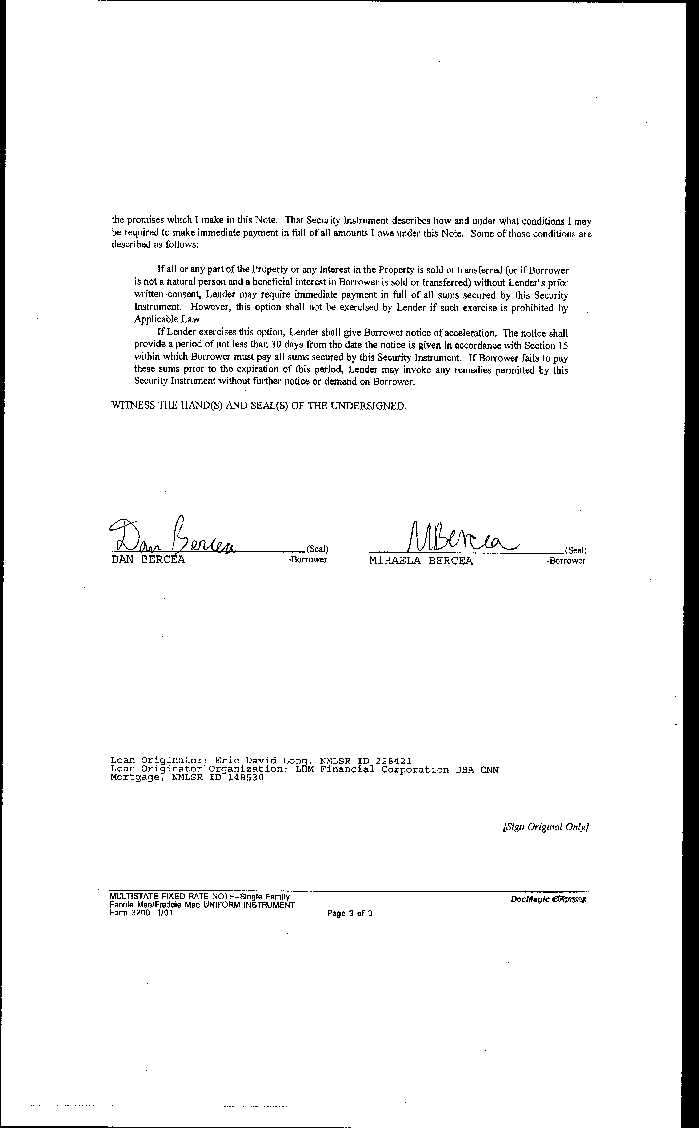 the promises which I make in this Note. That Security Instrument describes how and under what conditions I may
be required to make immediate payment in full of all amounts I owe under this Note. Some of those conditions are
described as follows:
If all or any part of the Property or any Interest in the Property is sold or transferred (or if Borrower
is not a natural person and a beneficial interest in Borrower is sold or transferred) without Lender's prior
written consent, Lender may require immediate payment in full of all sums secured by this Security
Instrument. However, this option shall not be exercised by Lender if such exercise is prohibited by
Applicable Law
If Lender exercises this option, Lender shall give Borrower notice of acceleration. The notice shall
provide a period of not less than 30 days from the date the notice is given in accordance with Section 15
within which Borrower must pay all sums secured by this Security Instrument. If Borrower fails to pay
these sums prior to the expiration of this period, Lender may invoke any remedies permitted by this
Security Instrument without further notice or demand on Borrower.
WITNESS THE HAND(S) AND SEAL(S) OF THE UNDERSIGNED.
Dan Bercea (Seal) MBercea (Seal)
DAN BERCEA -Borrower MIHAELA BERCEA -Borrower
Loan Originator: Eric David Long, NMLSR ID 228421
Loan Originator Organization: LHM Financial Corporation DBA CNN
Mortgage, NMLSR ID 148530
[Sign Original Only]
MULTISTATE FIXED RATE NOTE--Single Family DocMagic
Fannie Mae/Freddie Mac UNIFORM INSTRUMENT
Form 3200 1/01 Page 3 of 3